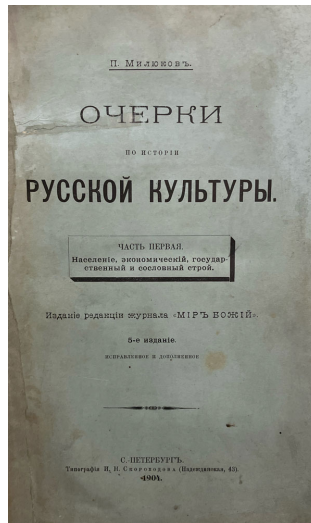 П. Милюковъ.
ОЧЕРКИ
ПО ИСТОРІИ
РУССКОЙ КУЛЬТУРЫ.
ЧАСТЬ ПЕРВАЯ.
Населеніе, экономическій, государ-
ственный и сословный строй.
Изданіе редакціи журнала «МІРЪ БОЖІЙ».
5-е изданіе.
ИСПРАВЛЕННОЕ И ДОПОЛНЕННОЕ
С. ПЕТЕРБУРГЪ.
Типографія И. Н. Скороходова (Надеждинская, 43).
1904.